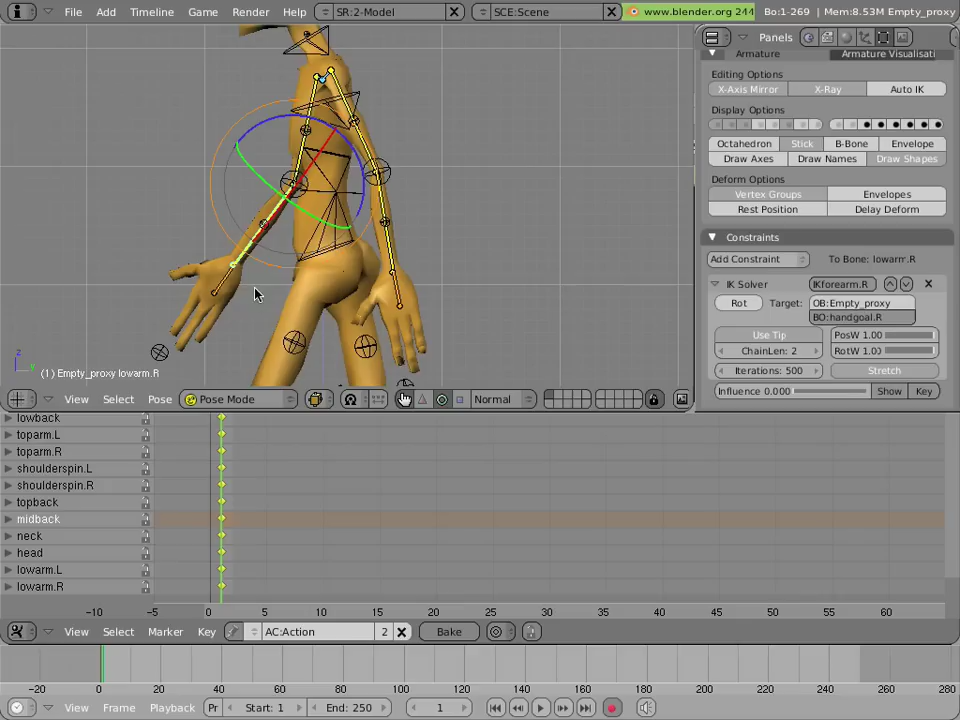 File Add Timeline Game Render Help SR:2-Model SCE:Scene www.blender.org 244 Bo:1-269 | Mem:8.53M Empty_proxy
Panels
Armature Armature Visualisati
Editing Options
X-Axis Mirror X-Ray Auto IK
Display Options
Octahedron Stick B-Bone Envelope
Draw Axes Draw Names Draw Shapes
Deform Options
Vertex Groups Envelopes
Rest Position Delay Deform
Constraints
Add Constraint To Bone: lowarm.R
IK Solver IKforearm.R
Rot Target: OB:Empty_proxy
BO:handgoal.R
Use Tip PosW 1.00
ChainLen: 2 RotW 1.00
Iterations: 500 Stretch
Influence 0.000 Show Key
z
y
(1) Empty_proxy lowarm.R
View Select Pose Pose Mode Normal
lowback
toparm.L
toparm.R
shoulderspin.L
shoulderspin.R
topback
midback
neck
head
lowarm.L
lowarm.R
-10 -5 0 5 10 15 20 25 30 35 40 45 50 55 60
View Select Marker Key AC:Action 2 Bake
-20 0 20 40 60 80 100 120 140 160 180 200 220 240 260 280
View Frame Playback Pr Start: 1 End: 250 1